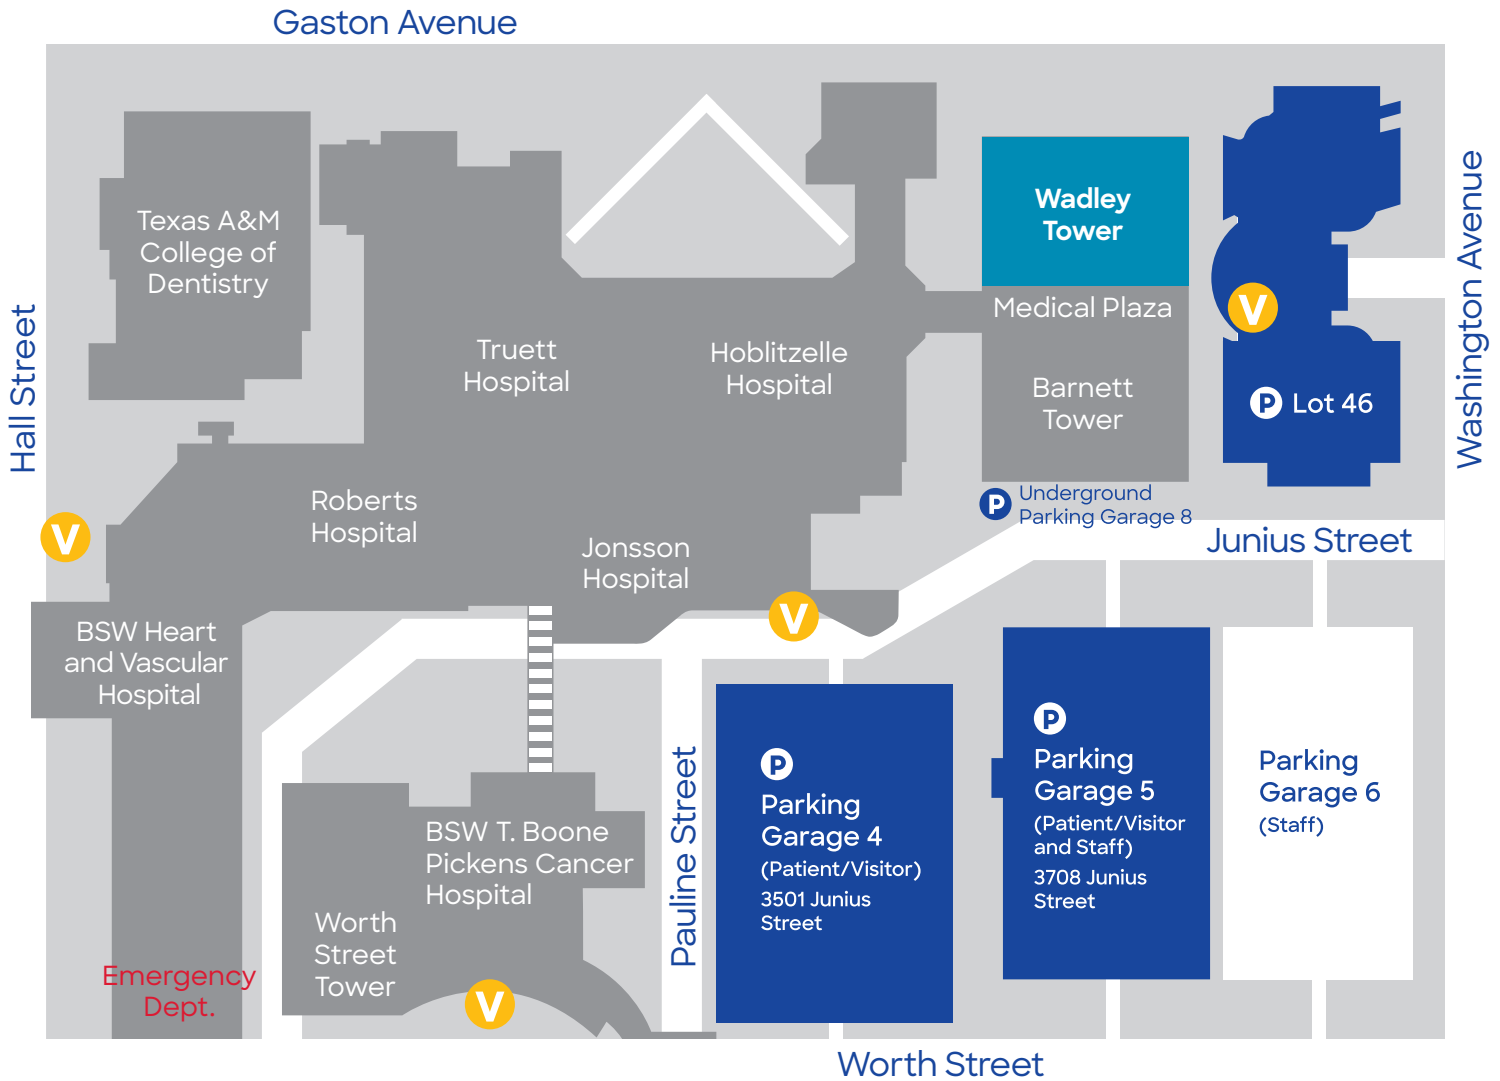 Gaston Avenue
Wadley
Tower
Texas A&M
College of
Dentistry
Washington Avenue
Medical Plaza
V
Hall Street
Truett
Hospital
Hoblitzelle
Hospital
Barnett
Tower
P Lot 46
Roberts
Hospital
P Underground
Parking Garage 8
V
Jonsson
Hospital
Junius Street
V
BSW Heart
and Vascular
Hospital
P
Parking
Garage 5
(Patient/Visitor
and Staff)
3708 Junius
Street
Parking
Garage 6
(Staff)
Pauline Street
P
Parking
Garage 4
(Patient/Visitor)
3501 Junius
Street
BSW T. Boone
Pickens Cancer
Hospital
Worth
Street
Tower
Emergency
Dept.
V
Worth Street